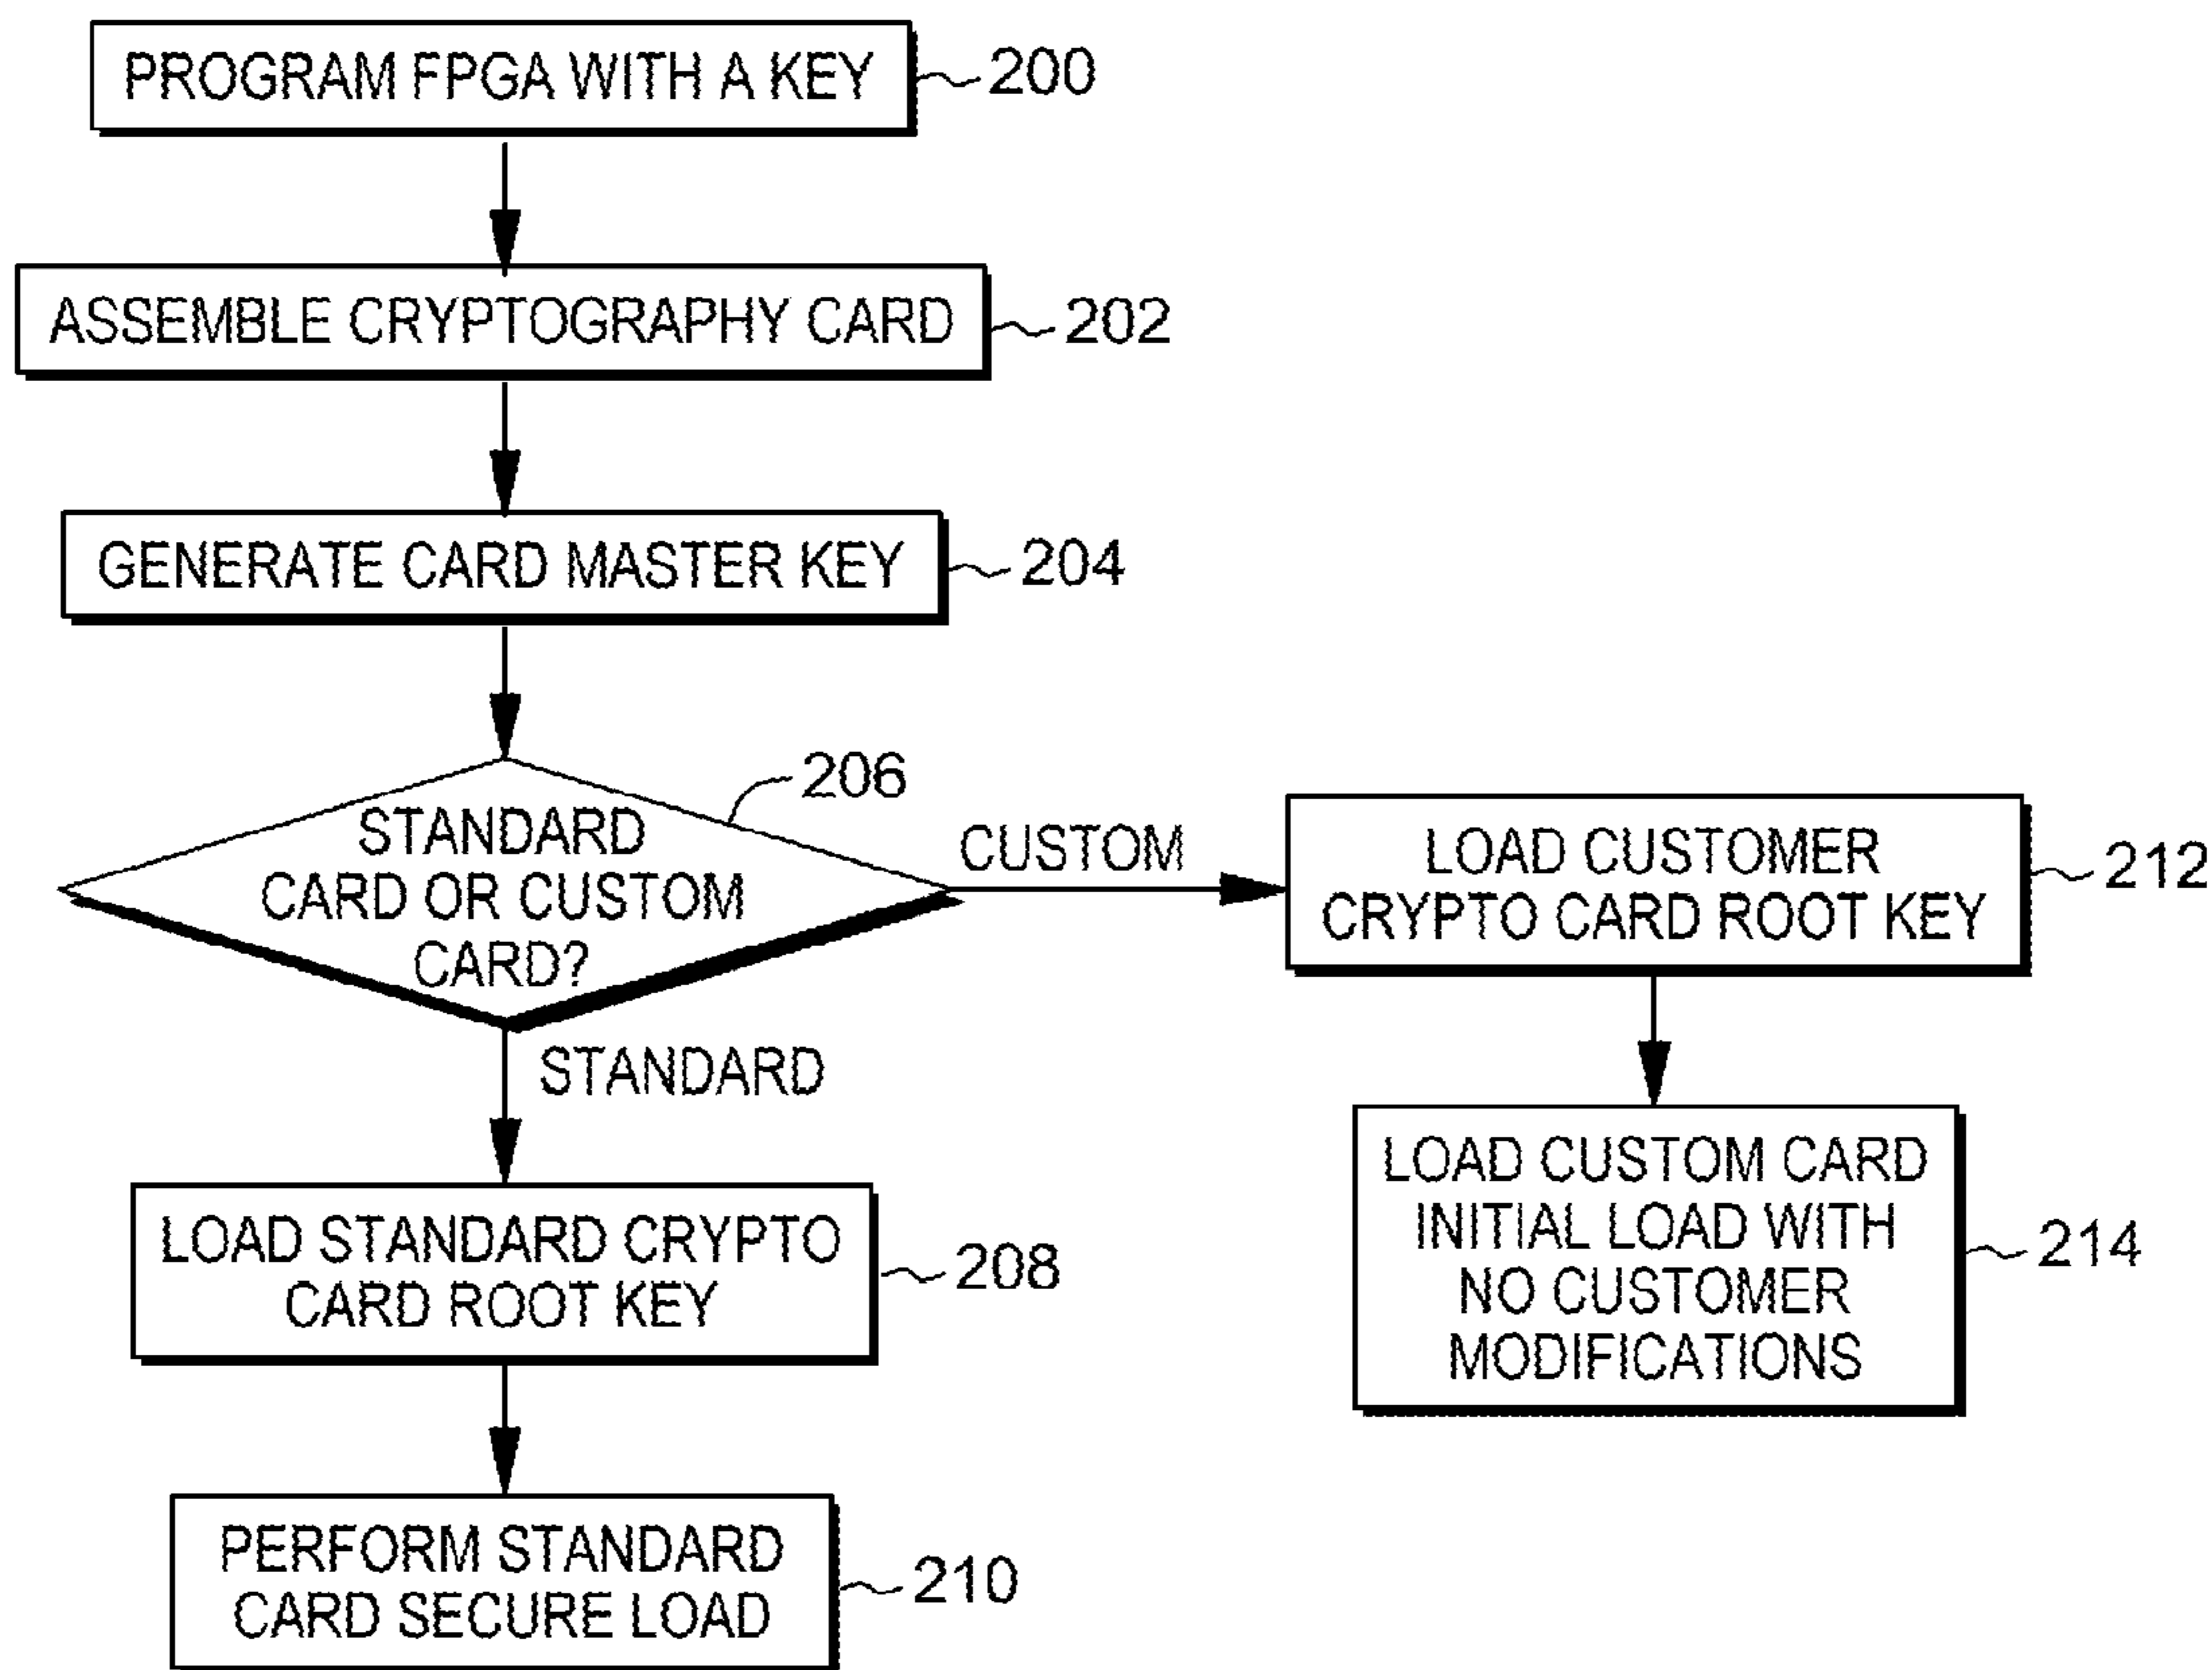 PROGRAM FPGA WITH A KEY
200
ASSEMBLE CRYPTOGRAPHY CARD
202
GENERATE CARD MASTER KEY
204
206
STANDARD
CARD OR CUSTOM
CARD?
CUSTOM
LOAD CUSTOMER
CRYPTO CARD ROOT KEY
212
STANDARD
LOAD STANDARD CRYPTO
CARD ROOT KEY
208
LOAD CUSTOM CARD
INITIAL LOAD WITH
NO CUSTOMER
MODIFICATIONS
214
PERFORM STANDARD
CARD SECURE LOAD
210